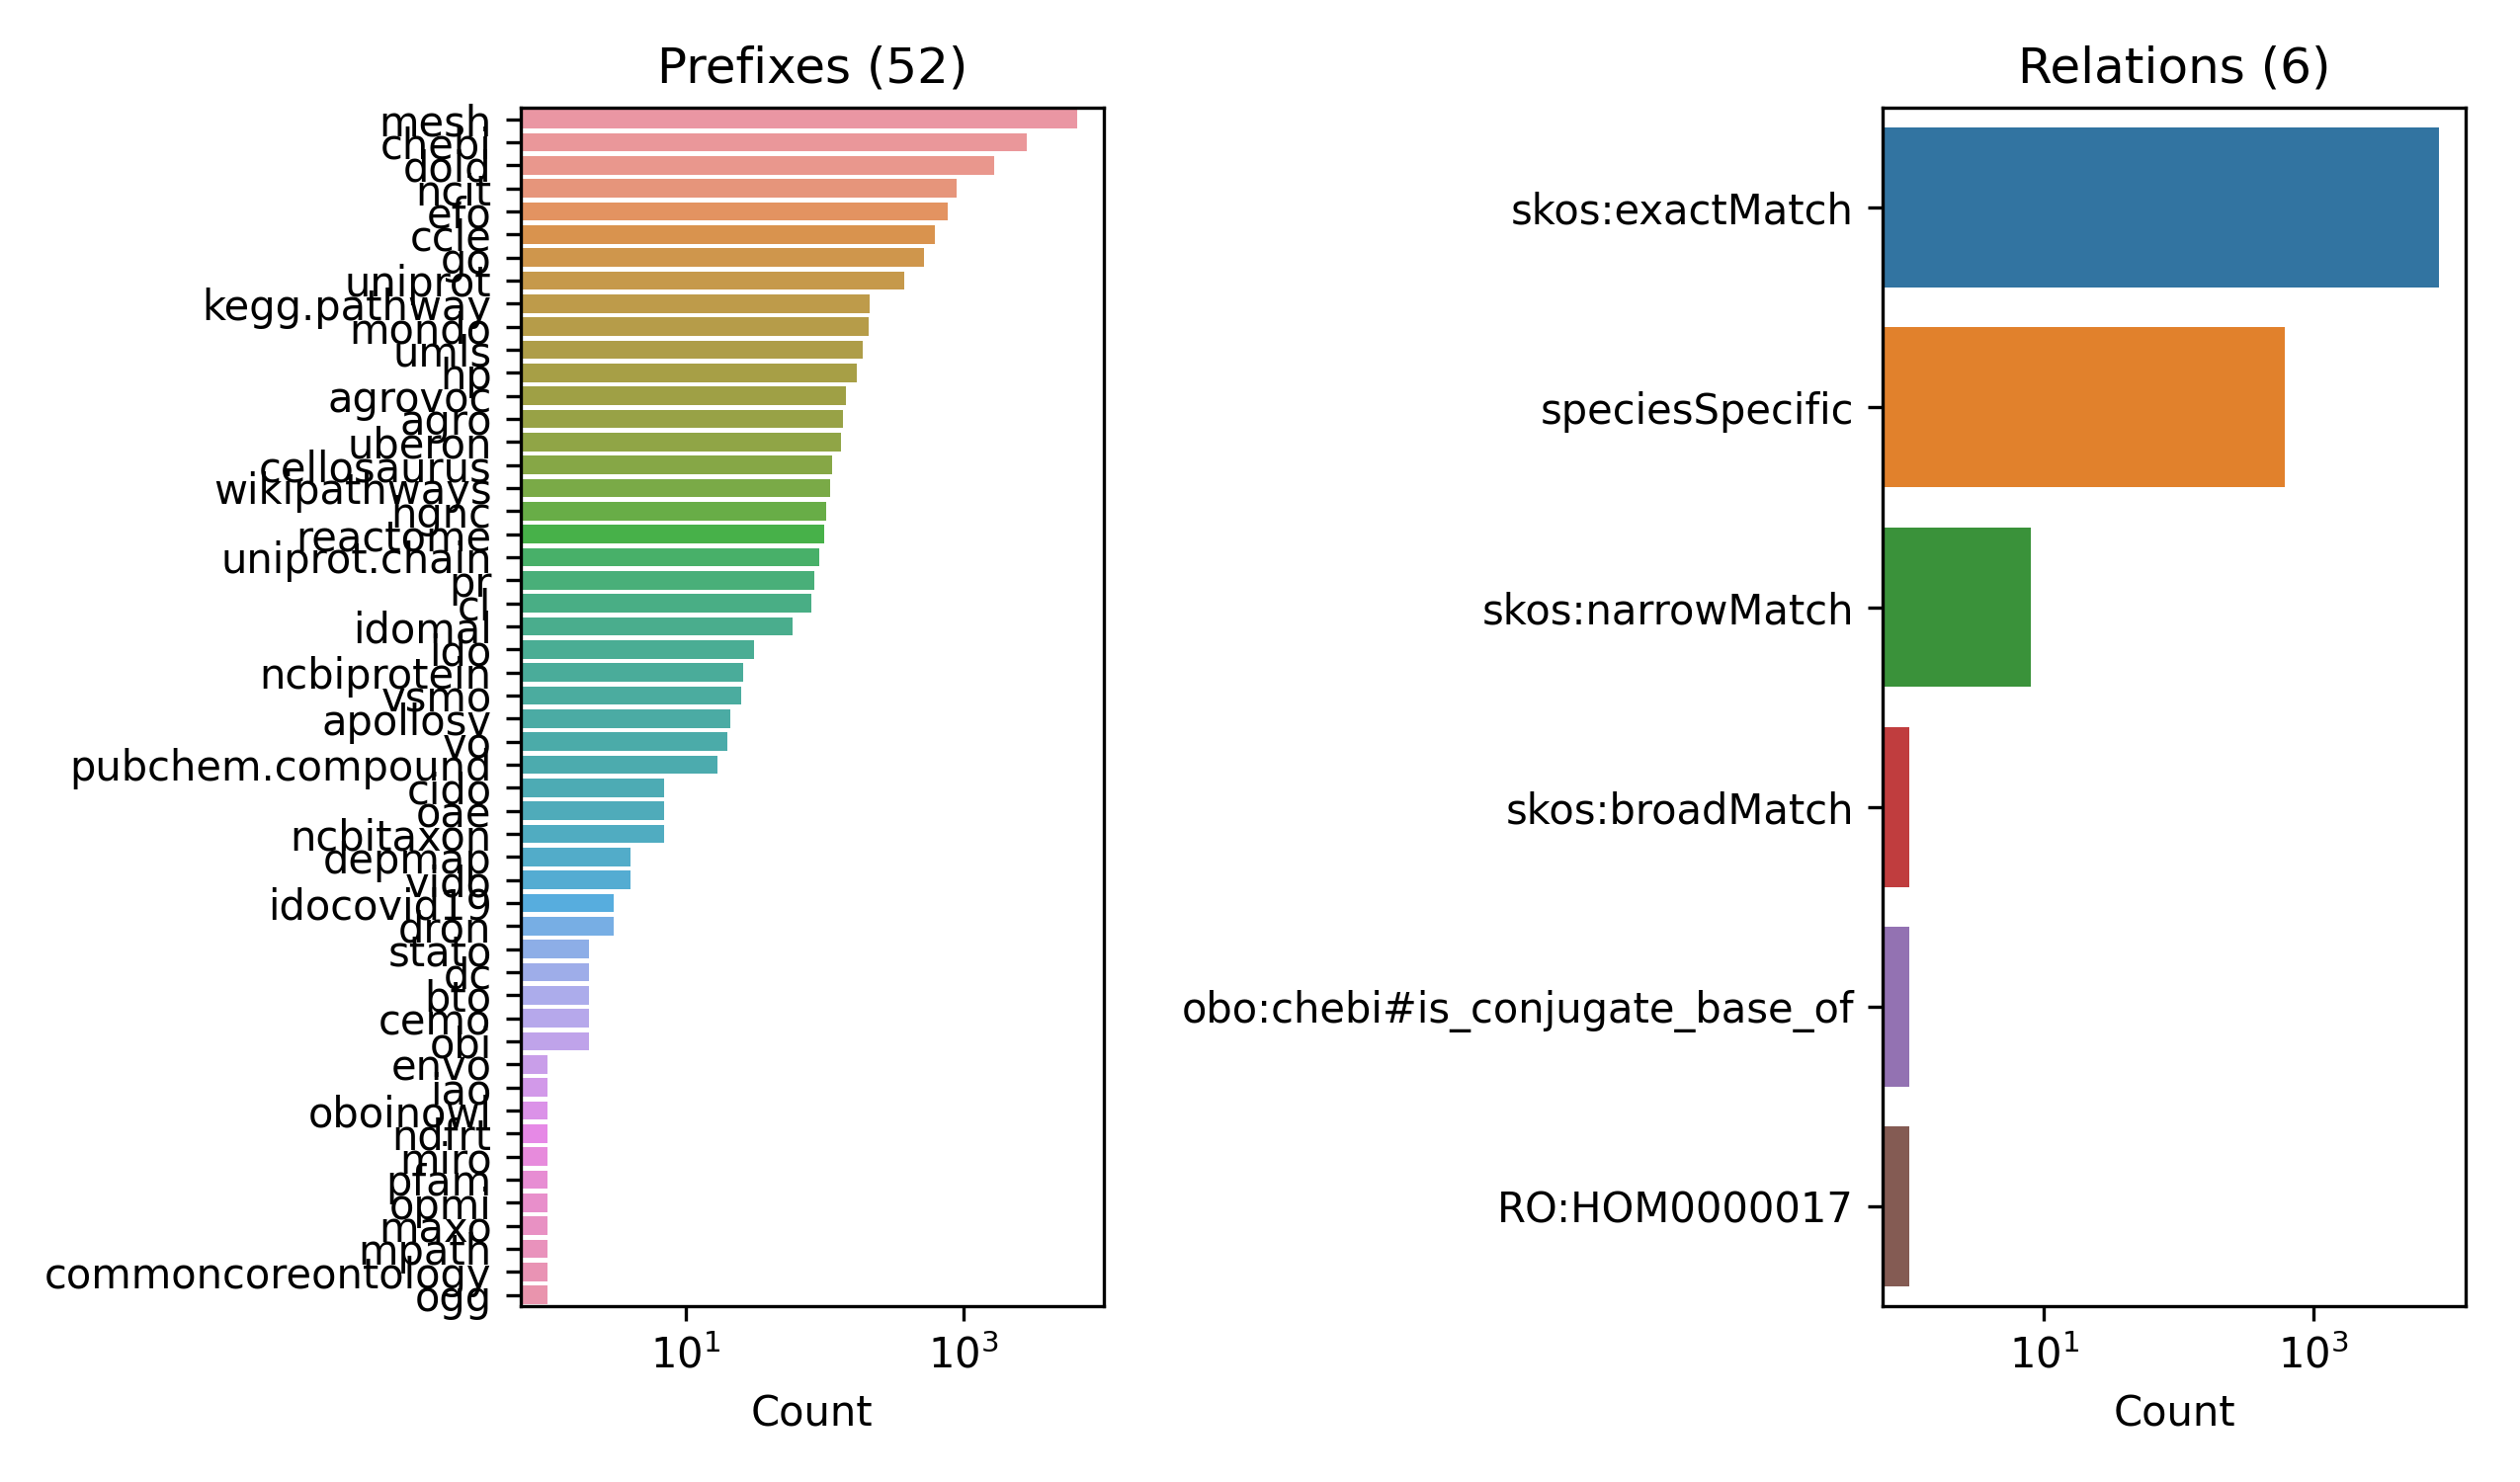 Prefixes (52)
mesh
chebi
doid
ncit
efo
ccle
go
uniprot
kegg.pathway
mondo
umls
hp
agrovoc
agro
uberon
cellosaurus
wikipathways
hgnc
reactome
uniprot.chain
pr
cl
idomal
ido
ncbiprotein
vsmo
apollosv
vo
pubchem.compound
cido
oae
ncbitaxon
depmap
vido
idocovid19
dron
stato
dc
bto
cemo
obi
envo
iao
oboinowl
ndfrt
miro
pfam
opmi
maxo
mpath
commoncoreontology
ogg
10¹
10³
Count
Relations (6)
skos:exactMatch
speciesSpecific
skos:narrowMatch
skos:broadMatch
obo:chebi#is_conjugate_base_of
RO:HOM0000017
10¹
10³
Count